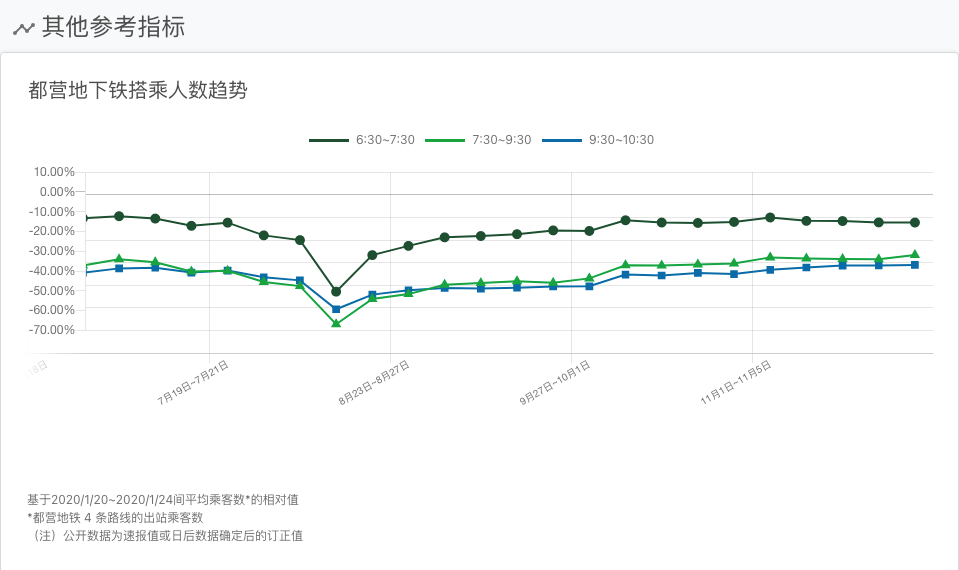 其他参考指标
都营地下铁搭乘人数趋势
6:30~7:30 7:30~9:30 9:30~10:30
10.00%
0.00%
-10.00%
-20.00%
-30.00%
-40.00%
-50.00%
-60.00%
-70.00%
7月19日~7月21日 8月23日~8月27日 9月27日~10月1日 11月1日~11月5日
基于2020/1/20~2020/1/24间平均乘客数*的相对值
*都营地铁 4 条路线的出站乘客数
（注）公开数据为速报值或日后数据确定后的订正值